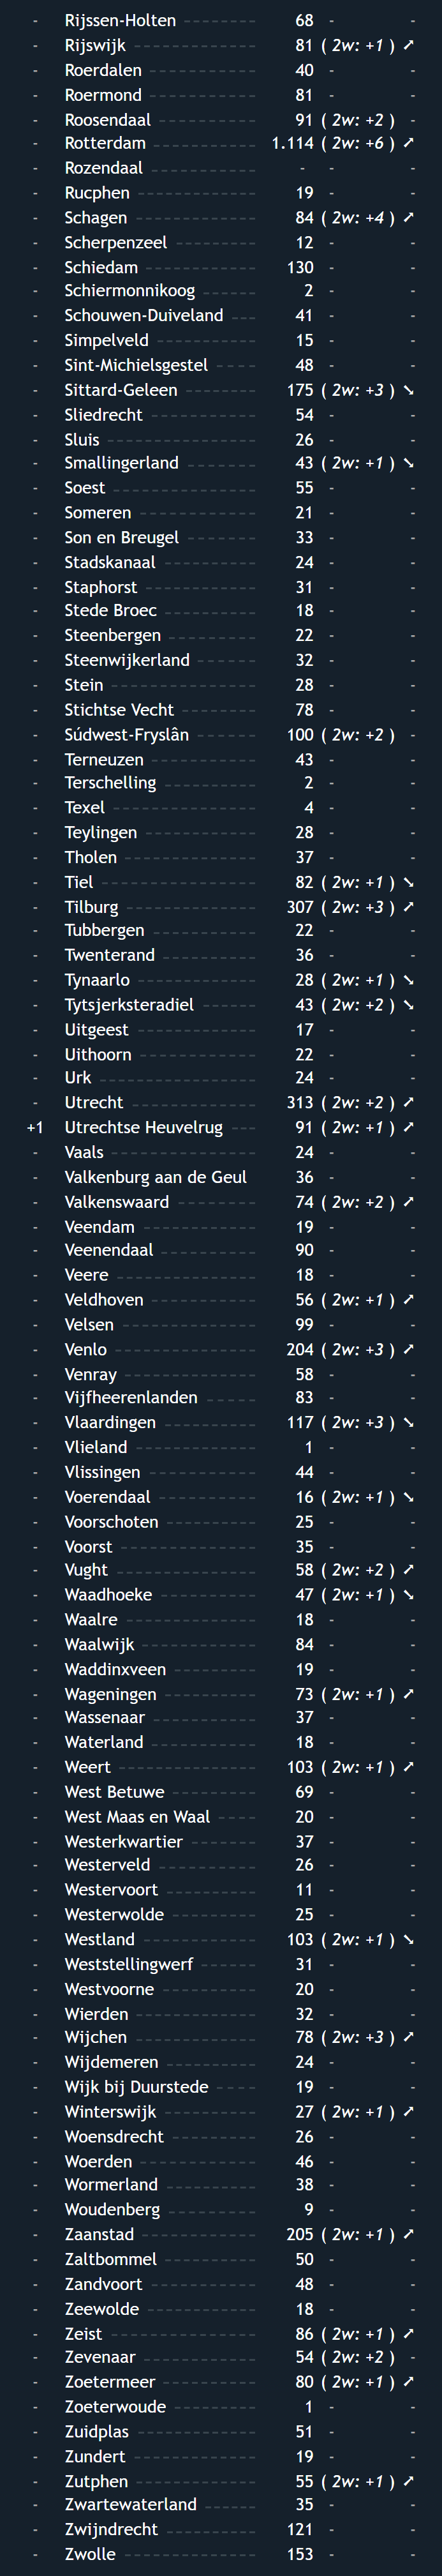 - Rijssen-Holten 68 - -
- Rijswijk 81 ( 2w: +1 ) ➚
- Roerdalen 40 - -
- Roermond 81 - -
- Roosendaal 91 ( 2w: +2 ) -
- Rotterdam 1.114 ( 2w: +6 ) ➚
- Rozendaal - - -
- Rucphen 19 - -
- Schagen 84 ( 2w: +4 ) ➚
- Scherpenzeel 12 - -
- Schiedam 130 - -
- Schiermonnikoog 2 - -
- Schouwen-Duiveland 41 - -
- Simpelveld 15 - -
- Sint-Michielsgestel 48 - -
- Sittard-Geleen 175 ( 2w: +3 ) ➘
- Sliedrecht 54 - -
- Sluis 26 - -
- Smallingerland 43 ( 2w: +1 ) ➘
- Soest 55 - -
- Someren 21 - -
- Son en Breugel 33 - -
- Stadskanaal 24 - -
- Staphorst 31 - -
- Stede Broec 18 - -
- Steenbergen 22 - -
- Steenwijkerland 32 - -
- Stein 28 - -
- Stichtse Vecht 78 - -
- Súdwest-Fryslân 100 ( 2w: +2 ) -
- Terneuzen 43 - -
- Terschelling 2 - -
- Texel 4 - -
- Teylingen 28 - -
- Tholen 37 - -
- Tiel 82 ( 2w: +1 ) ➘
- Tilburg 307 ( 2w: +3 ) ➚
- Tubbergen 22 - -
- Twenterand 36 - -
- Tynaarlo 28 ( 2w: +1 ) ➘
- Tytsjerksteradiel 43 ( 2w: +2 ) ➘
- Uitgeest 17 - -
- Uithoorn 22 - -
- Urk 24 - -
- Utrecht 313 ( 2w: +2 ) ➚
+1 Utrechtse Heuvelrug 91 ( 2w: +1 ) ➚
- Vaals 24 - -
- Valkenburg aan de Geul 36 - -
- Valkenswaard 74 ( 2w: +2 ) ➚
- Veendam 19 - -
- Veenendaal 90 - -
- Veere 18 - -
- Veldhoven 56 ( 2w: +1 ) ➚
- Velsen 99 - -
- Venlo 204 ( 2w: +3 ) ➚
- Venray 58 - -
- Vijfheerenlanden 83 - -
- Vlaardingen 117 ( 2w: +3 ) ➘
- Vlieland 1 - -
- Vlissingen 44 - -
- Voerendaal 16 ( 2w: +1 ) ➘
- Voorschoten 25 - -
- Voorst 35 - -
- Vught 58 ( 2w: +2 ) ➚
- Waadhoeke 47 ( 2w: +1 ) ➘
- Waalre 18 - -
- Waalwijk 84 - -
- Waddinxveen 19 - -
- Wageningen 73 ( 2w: +1 ) ➚
- Wassenaar 37 - -
- Waterland 18 - -
- Weert 103 ( 2w: +1 ) ➚
- West Betuwe 69 - -
- West Maas en Waal 20 - -
- Westerkwartier 37 - -
- Westerveld 26 - -
- Westervoort 11 - -
- Westerwolde 25 - -
- Westland 103 ( 2w: +1 ) ➘
- Weststellingwerf 31 - -
- Westvoorne 20 - -
- Wierden 32 - -
- Wijchen 78 ( 2w: +3 ) ➚
- Wijdemeren 24 - -
- Wijk bij Duurstede 19 - -
- Winterswijk 27 ( 2w: +1 ) ➚
- Woensdrecht 26 - -
- Woerden 46 - -
- Wormerland 38 - -
- Woudenberg 9 - -
- Zaanstad 205 ( 2w: +1 ) ➚
- Zaltbommel 50 - -
- Zandvoort 48 - -
- Zeewolde 18 - -
- Zeist 86 ( 2w: +1 ) ➚
- Zevenaar 54 ( 2w: +2 ) -
- Zoetermeer 80 ( 2w: +1 ) ➚
- Zoeterwoude 1 - -
- Zuidplas 51 - -
- Zundert 19 - -
- Zutphen 55 ( 2w: +1 ) ➚
- Zwartewaterland 35 - -
- Zwijndrecht 121 - -
- Zwolle 153 - -